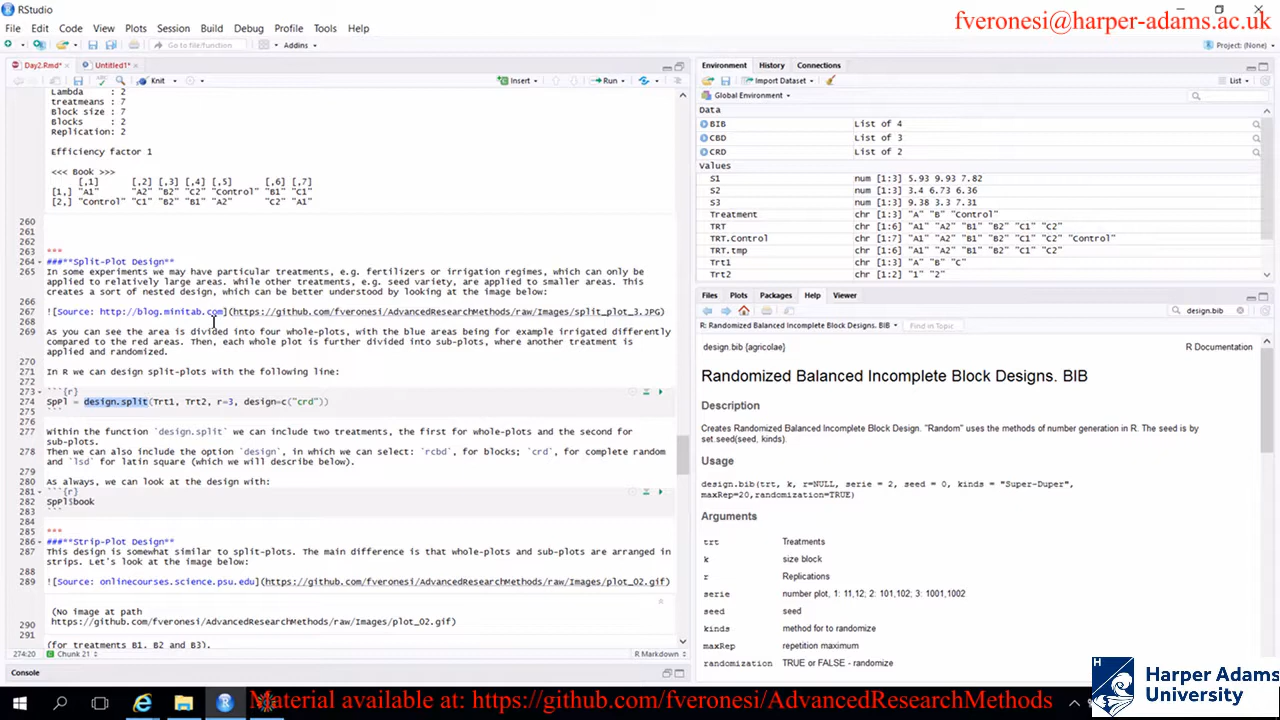 RStudio
fveronesi@harper-adams.ac.uk
File Edit Code View Plots Session Build Debug Profile Tools Help
Go to file/function Addins
Project: (None)
Day2.Rmd* Untitled1*
Knit Insert Run
Lambda : 2
treatmeans : 7
Block size : 7
Blocks : 2
Replication: 2
Efficiency factor 1
<<< Book >>>
[,1] [,2] [,3] [,4] [,5] [,6] [,7]
[1,] "A1" "A2" "B2" "C2" "Control" "B1" "C1"
[2,] "Control" "C1" "B2" "B1" "A2" "C2" "A1"
260
261
262
263 ***
264 ####**Split-Plot Design**
265 In some experiments we may have particular treatments, e.g. fertilizers or irrigation regimes, which can only be
applied to relatively large areas. While other treatments, e.g. seed variety, are applied to smaller areas. This
creates a sort of nested design, which can be better understood by looking at the image below:
266
267 ![Source: http://blog.minitab.com](https://github.com/fveronesi/AdvancedResearchMethods/raw/Images/split_plot_3.JPG)
268
269 As you can see the area is divided into four whole-plots, with the blue areas being for example irrigated differently
compared to the red areas. Then, each whole plot is further divided into sub-plots, where another treatment is
applied and randomized.
270
271 In R we can design split-plots with the following line:
272
273 ```{r}
274 SpPl = design.split(Trt1, Trt2, r=3, design=c("crd"))
275 ```
276
277 Within the function `design.split` we can include two treatments, the first for whole-plots and the second for
sub-plots.
278 Then we can also include the option `design`, in which we can select: `rcbd`, for blocks; `crd`, for complete random
and `lsd` for latin square (which we will describe below).
279
280 As always, we can look at the design with:
281 ```{r}
282 SpPl$book
283 ```
284
285 ***
286 ####**Strip-Plot Design**
287 This design is somewhat similar to split-plots. The main difference is that whole-plots and sub-plots are arranged in
strips. Let's look at the image below:
288
289 ![Source: onlinecourses.science.psu.edu](https://github.com/fveronesi/AdvancedResearchMethods/raw/Images/plot_02.gif)
(No image at path
https://github.com/fveronesi/AdvancedResearchMethods/raw/Images/plot_02.gif)
290
291
(for treatments B1, B2 and B3).
274:20 Chunk 21 R Markdown
Console
Environment History Connections
Import Dataset List
Global Environment
Data
BIB List of 4
CBD List of 3
CRD List of 2
Values
S1 num [1:3] 5.93 9.93 7.82
S2 num [1:3] 3.4 6.73 6.36
S3 num [1:3] 9.38 3.3 7.31
Treatment chr [1:3] "A" "B" "Control"
TRT chr [1:6] "A1" "A2" "B1" "B2" "C1" "C2"
TRT.Control chr [1:7] "A1" "A2" "B1" "B2" "C1" "C2" "Control"
TRT.tmp chr [1:6] "A1" "A2" "B1" "B2" "C1" "C2"
Trt1 chr [1:3] "A" "B" "C"
Trt2 chr [1:2] "1" "2"
Files Plots Packages Help Viewer
design.bib
R: Randomized Balanced Incomplete Block Designs. BIB Find in Topic
design.bib {agricolae} R Documentation
Randomized Balanced Incomplete Block Designs. BIB
Description
Creates Randomized Balanced Incomplete Block Design. "Random" uses the methods of number generation in R. The seed is by
set.seed(seed, kinds).
Usage
design.bib(trt, k, r=NULL, serie = 2, seed = 0, kinds = "Super-Duper",
maxRep=20,randomization=TRUE)
Arguments
trt Treatments
k size block
r Replications
serie number plot, 1: 11,12; 2: 101,102; 3: 1001,1002
seed seed
kinds method for to randomize
maxRep repetition maximum
randomization TRUE or FALSE - randomize
H
Harper Adams
University
Material available at: https://github.com/fveronesi/AdvancedResearchMethods